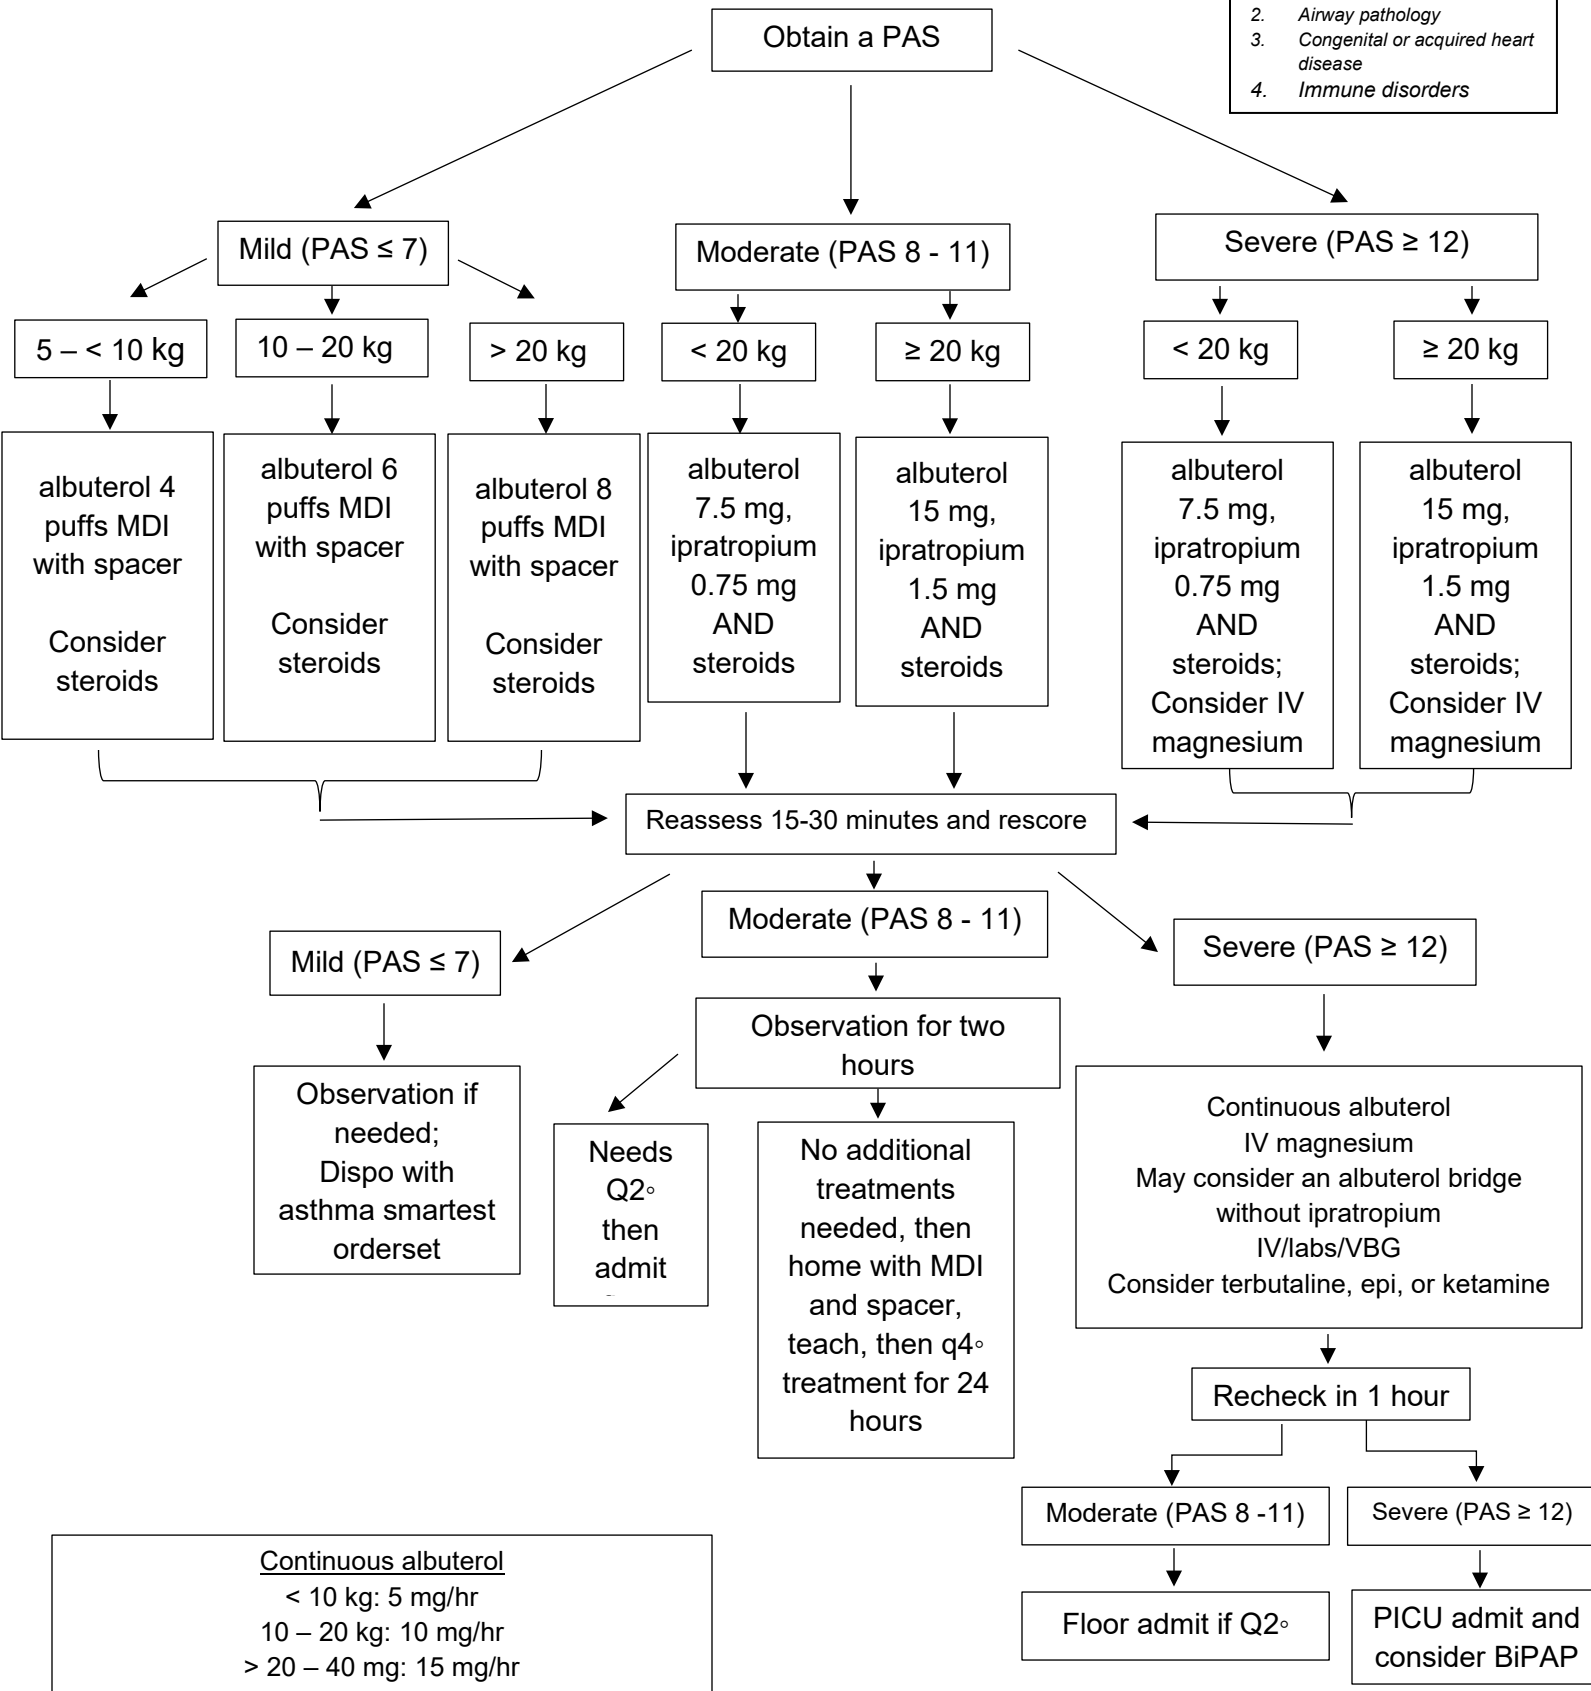 Obtain a PAS
2. Airway pathology
3. Congenital or acquired heart
disease
4. Immune disorders
Mild (PAS ≤ 7)
Moderate (PAS 8 - 11)
Severe (PAS ≥ 12)
5 – < 10 kg
10 – 20 kg
> 20 kg
< 20 kg
≥ 20 kg
< 20 kg
≥ 20 kg
albuterol 4
puffs MDI
with spacer
Consider
steroids
albuterol 6
puffs MDI
with spacer
Consider
steroids
albuterol 8
puffs MDI
with spacer
Consider
steroids
albuterol
7.5 mg,
ipratropium
0.75 mg
AND
steroids
albuterol
15 mg,
ipratropium
1.5 mg
AND
steroids
albuterol
7.5 mg,
ipratropium
0.75 mg
AND
steroids;
Consider IV
magnesium
albuterol
15 mg,
ipratropium
1.5 mg
AND
steroids;
Consider IV
magnesium
Reassess 15-30 minutes and rescore
Mild (PAS ≤ 7)
Moderate (PAS 8 - 11)
Severe (PAS ≥ 12)
Observation if
needed;
Dispo with
asthma smartest
orderset
Observation for two
hours
Needs
Q2◦
then
admit
No additional
treatments
needed, then
home with MDI
and spacer,
teach, then q4◦
treatment for 24
hours
Continuous albuterol
IV magnesium
May consider an albuterol bridge
without ipratropium
IV/labs/VBG
Consider terbutaline, epi, or ketamine
Recheck in 1 hour
Moderate (PAS 8 -11)
Severe (PAS ≥ 12)
Floor admit if Q2◦
PICU admit and
consider BiPAP
Continuous albuterol
< 10 kg: 5 mg/hr
10 – 20 kg: 10 mg/hr
> 20 – 40 mg: 15 mg/hr